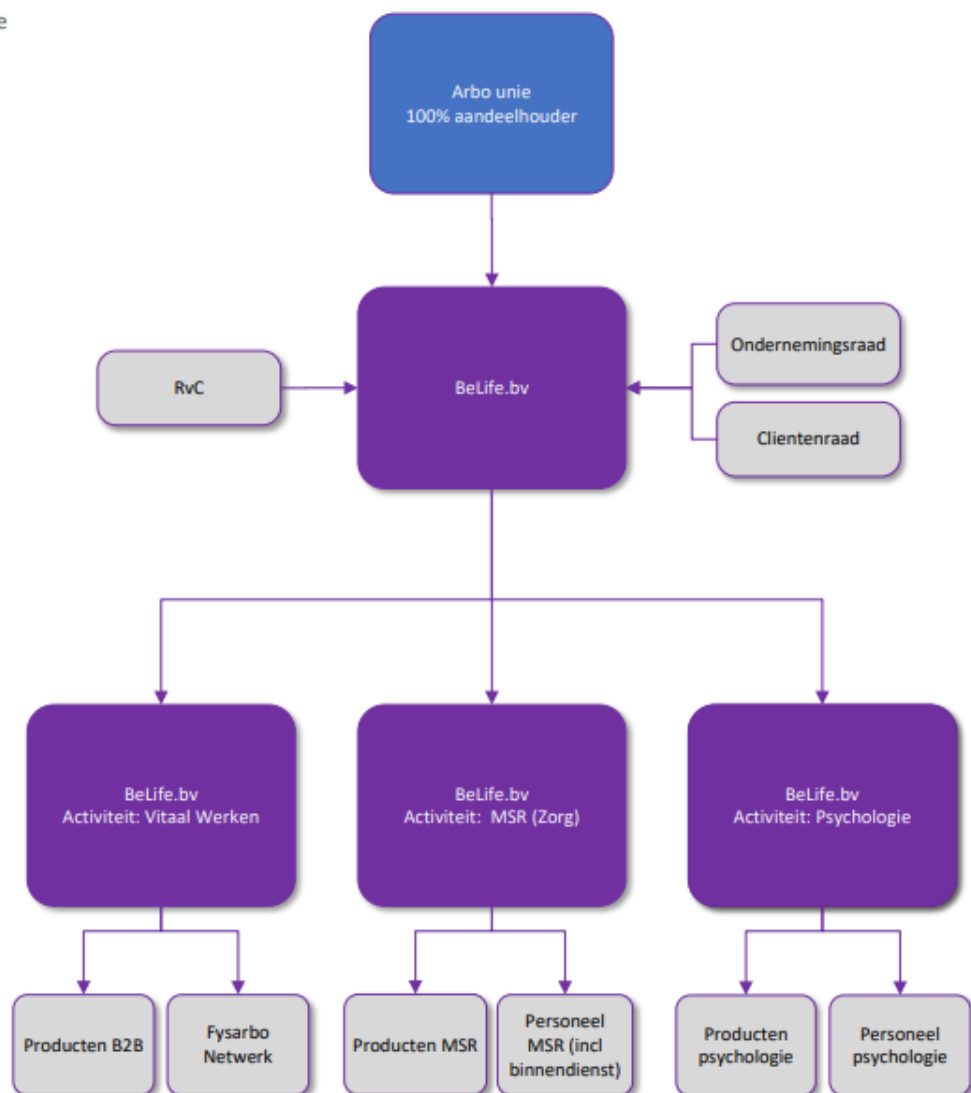 e
Arbo unie
100% aandeelhouder
RvC
BeLife.bv
Ondernemingsraad
Clientenraad
BeLife.bv
Activiteit: Vitaal Werken
BeLife.bv
Activiteit: MSR (Zorg)
BeLife.bv
Activiteit: Psychologie
Producten B2B
Fysarbo
Netwerk
Producten MSR
Personeel
MSR (incl
binnendienst)
Producten
psychologie
Personeel
psychologie